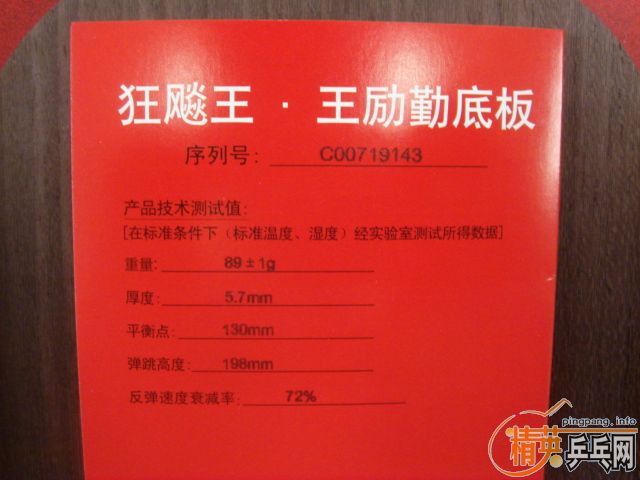 狂飚王·王励勤底板
序列号: C00719143
产品技术测试值:
[在标准条件下（标准温度、湿度）经实验室测试所得数据]
重量: 89±1g
厚度: 5.7mm
平衡点: 130mm
弹跳高度: 198mm
反弹速度衰减率: 72%
pingpang.info
精英乒乓网